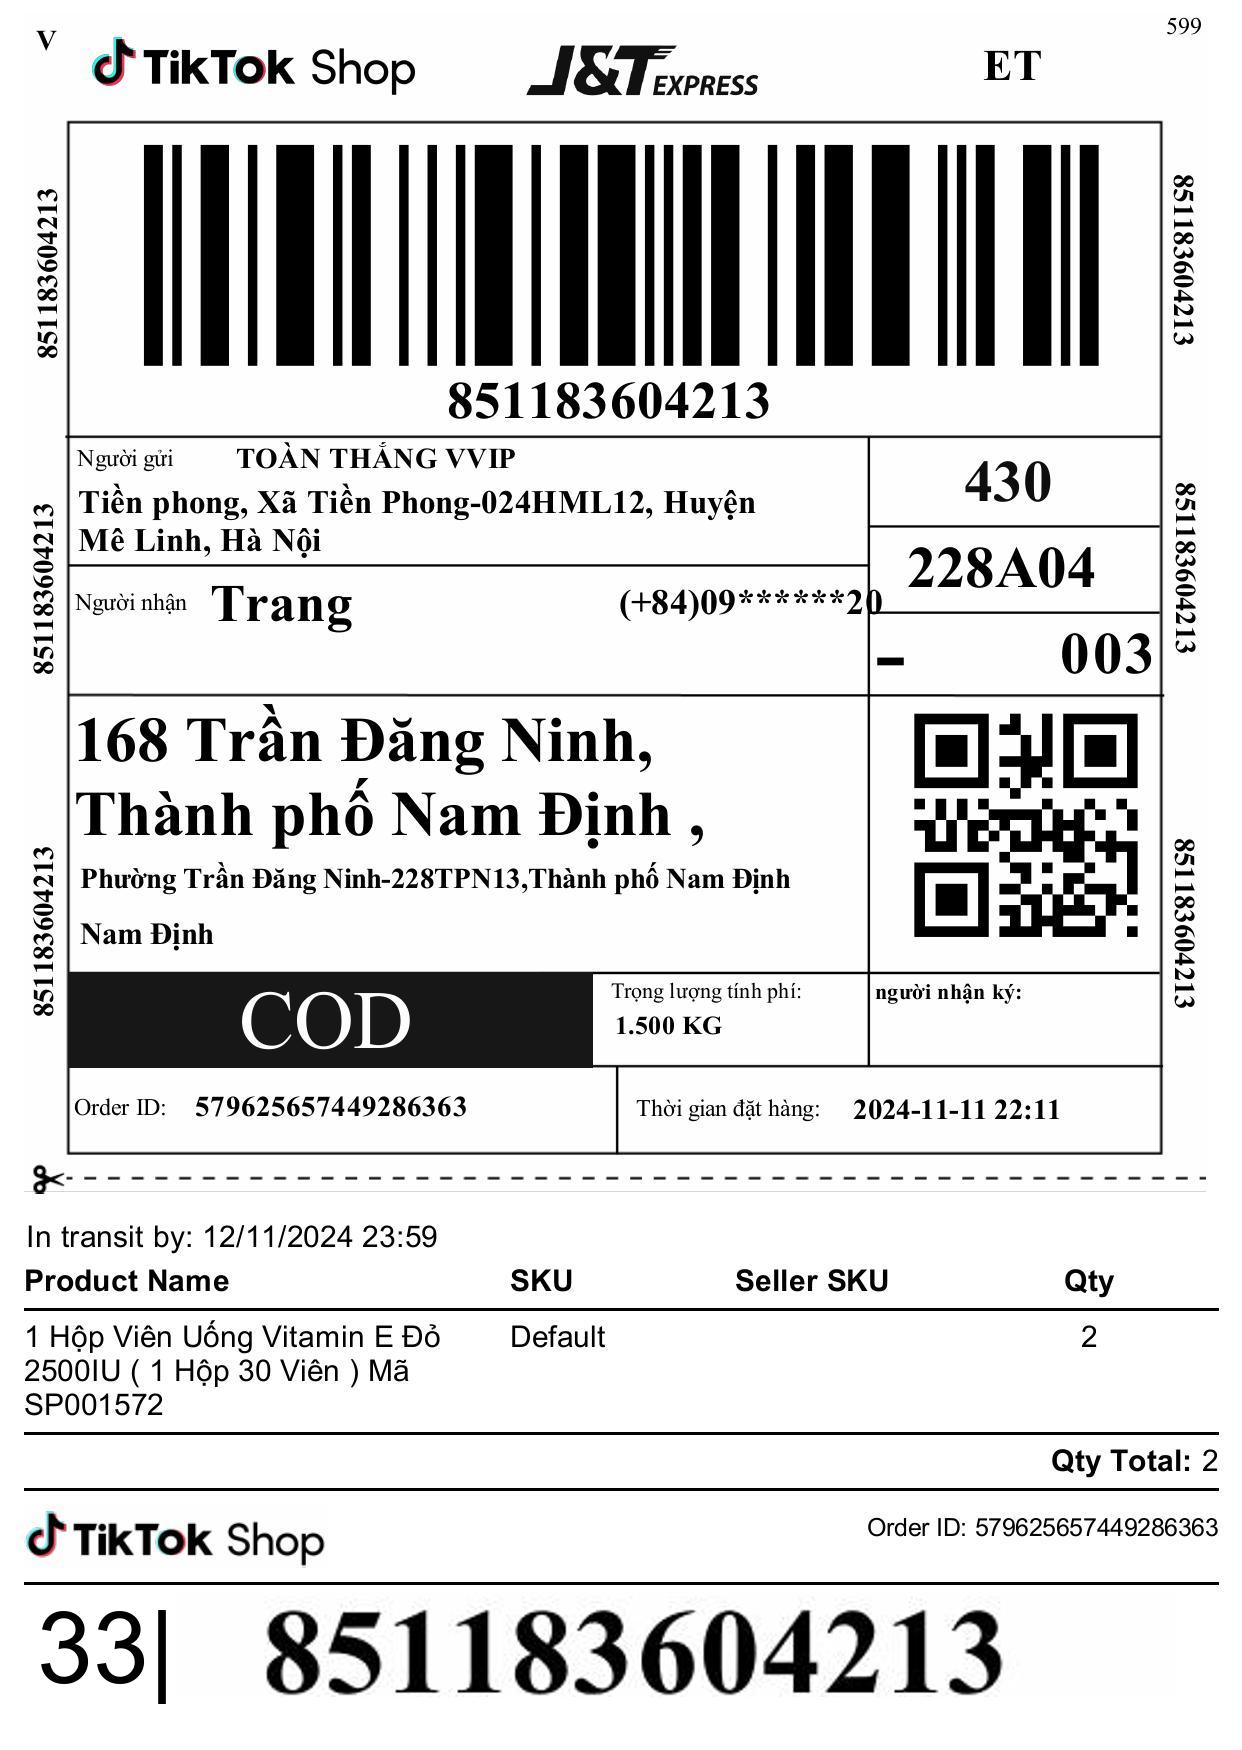 V
599
TikTok Shop
J&T EXPRESS
ET
851183604213
851183604213
851183604213
851183604213
851183604213
851183604213
851183604213
Người gửi TOÀN THẮNG VVIP
Tiền phong, Xã Tiền Phong-024HML12, Huyện
Mê Linh, Hà Nội
430
228A04
- 003
Người nhận Trang (+84)09******20
168 Trần Đăng Ninh,
Thành phố Nam Định ,
Phường Trần Đăng Ninh-228TPN13,Thành phố Nam Định
Nam Định
COD
Trọng lượng tính phí:
1.500 KG
người nhận ký:
Order ID: 579625657449286363
Thời gian đặt hàng: 2024-11-11 22:11
In transit by: 12/11/2024 23:59
Product Name SKU Seller SKU Qty
1 Hộp Viên Uống Vitamin E Đỏ Default 2
2500IU ( 1 Hộp 30 Viên ) Mã
SP001572
Qty Total: 2
TikTok Shop
Order ID: 579625657449286363
33| 851183604213